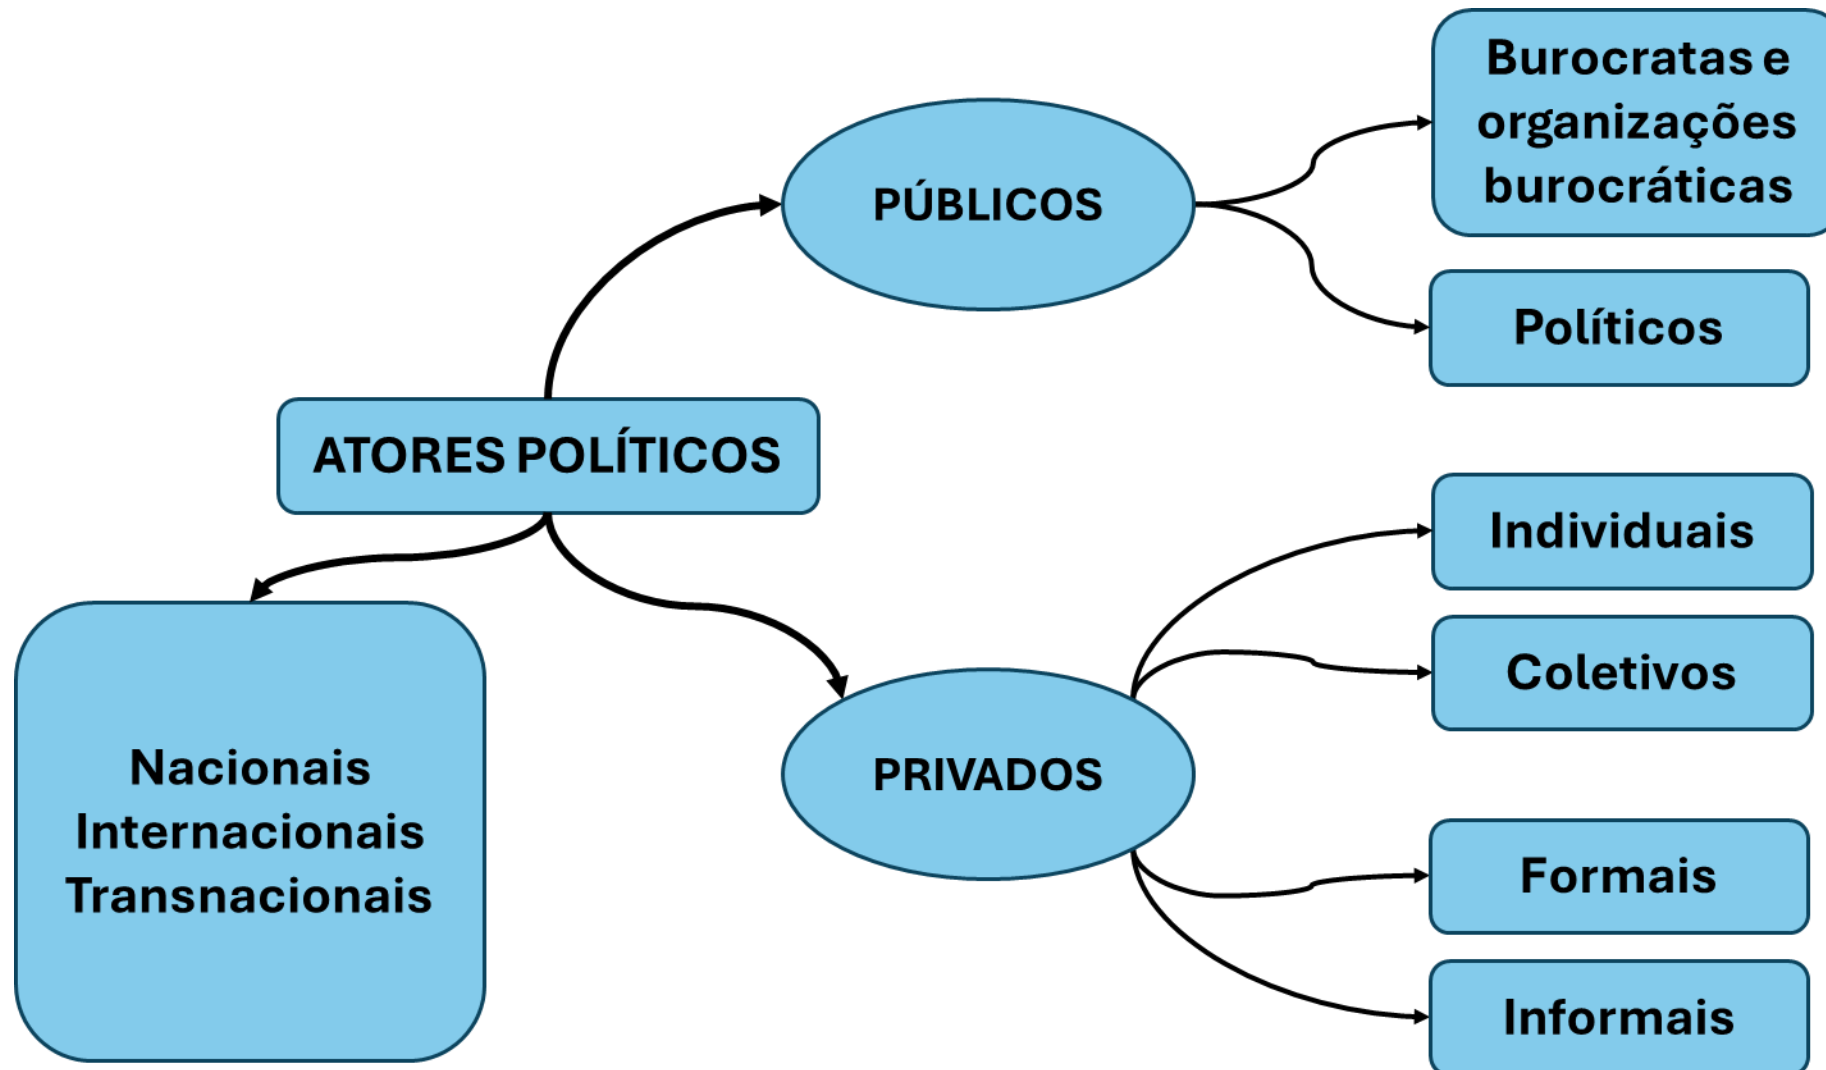 Burocratas e
organizações
burocráticas
PÚBLICOS
Políticos
ATORES POLÍTICOS
Individuais
Coletivos
PRIVADOS
Nacionais
Internacionais
Transnacionais
Formais
Informais